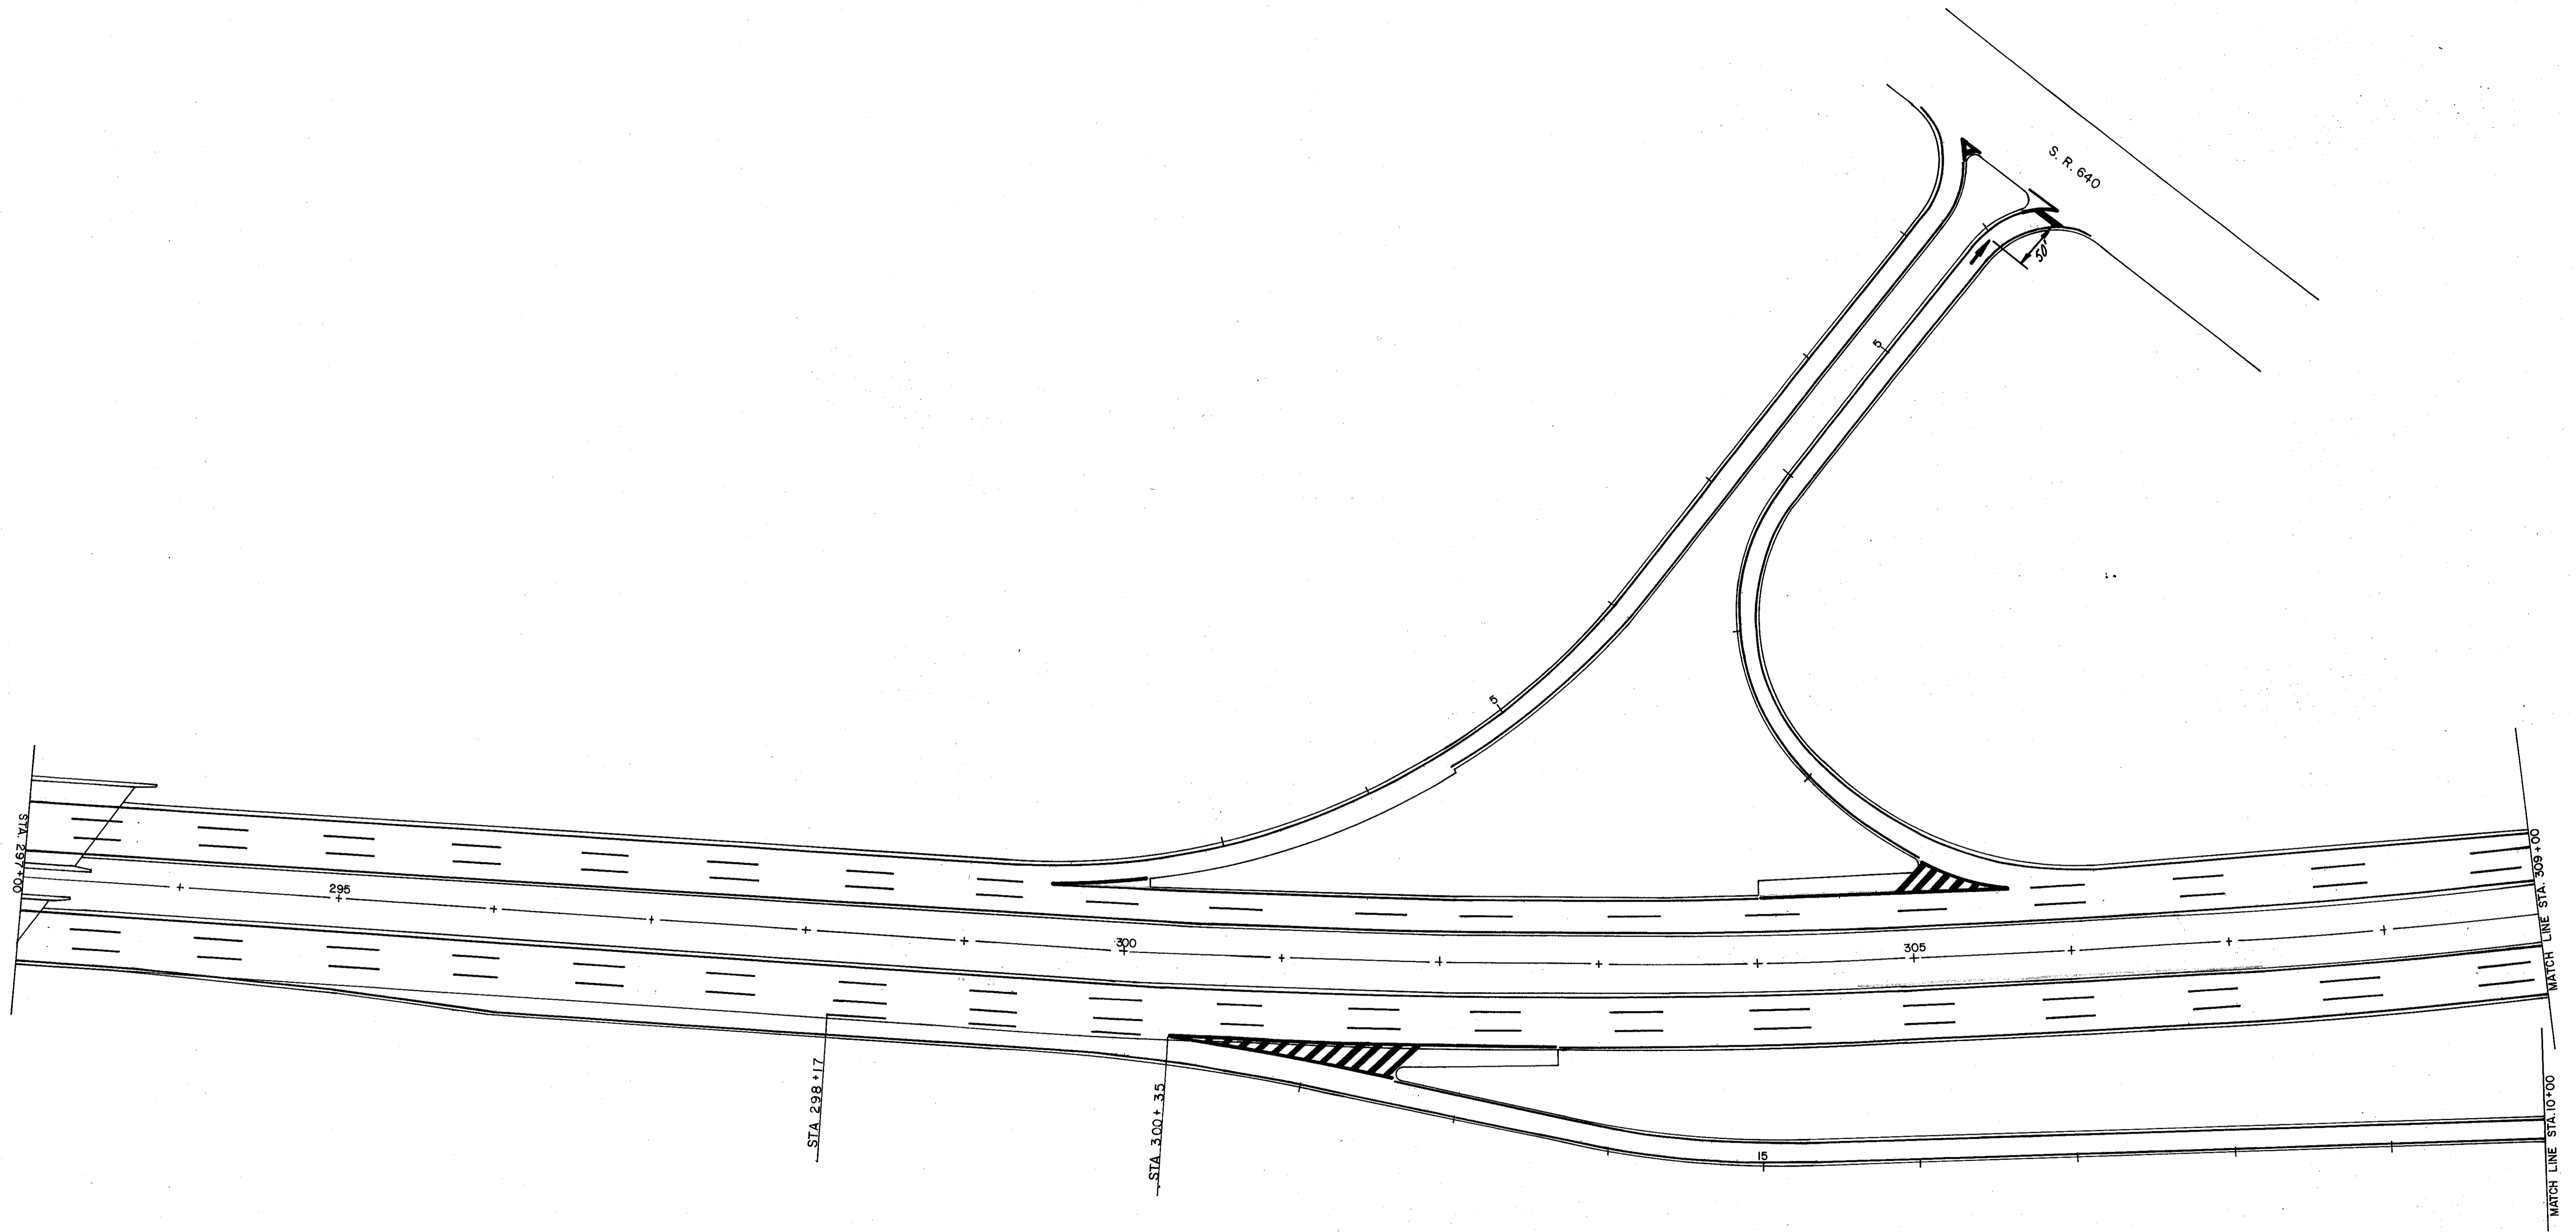 S. R. 640
50'
5
5
STA. 297+00
295
300
305
MATCH LINE STA. 309+00
STA 298+17
STA 300+35
15
MATCH LINE STA.10+00